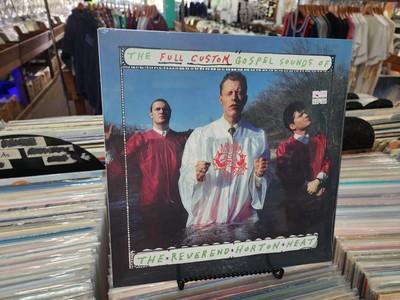 THE FULL CUSTOM GOSPEL SOUNDS OF
THE • REVEREND • HORTON • HEAT